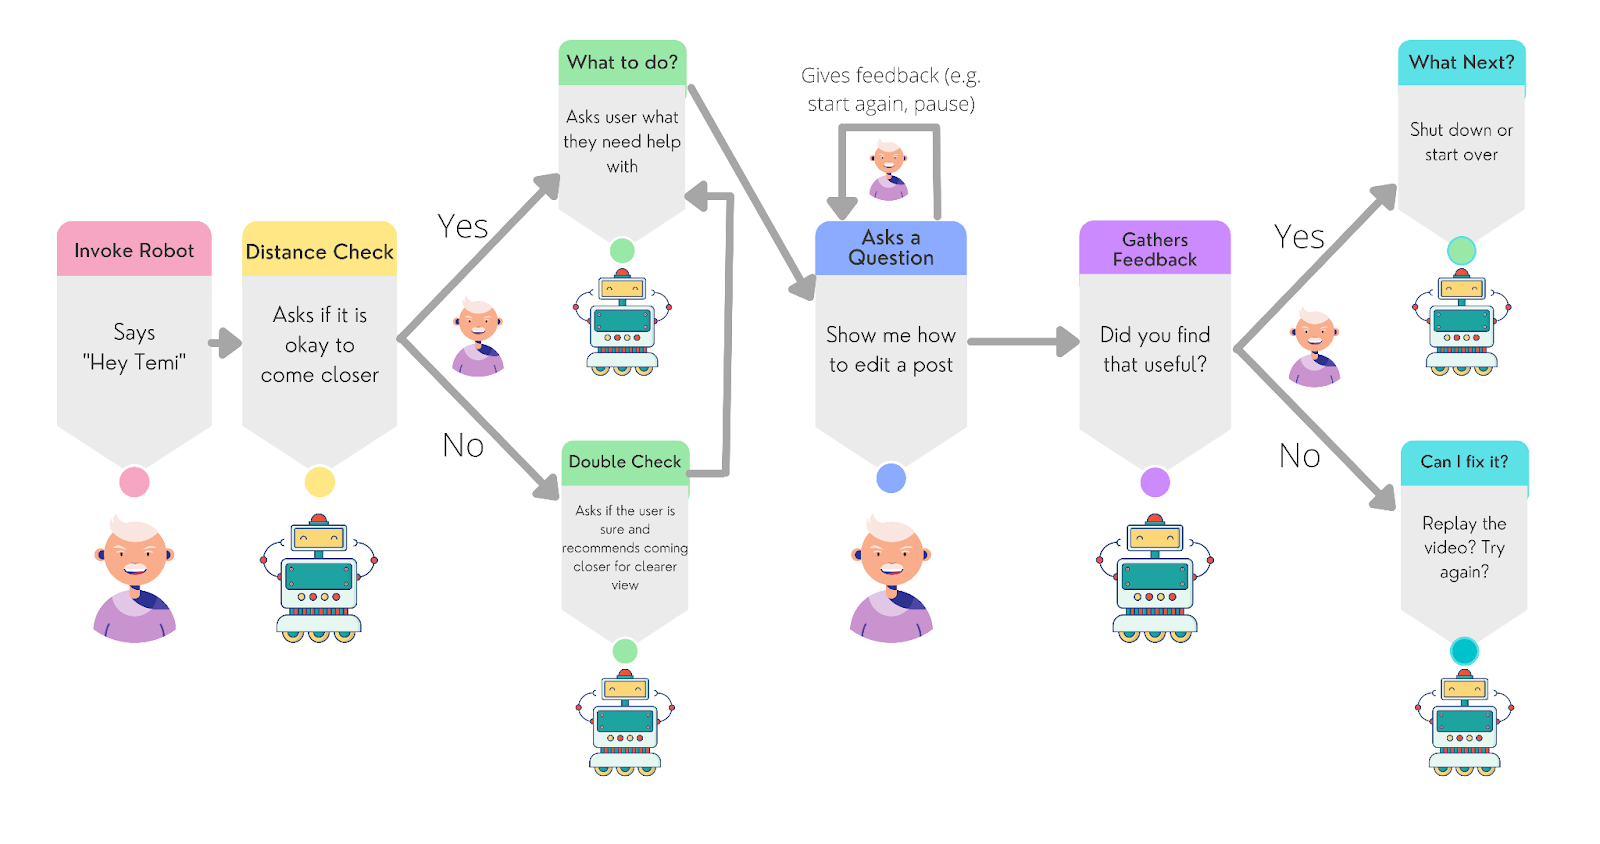 Invoke Robot
Says
"Hey Temi"
Distance Check
Asks if it is
okay to
come closer
Yes
No
What to do?
Asks user what
they need help
with
Double Check
Asks if the user is
sure and
recommends coming
closer for clearer
view
Gives feedback (e.g.
start again, pause)
Asks a
Question
Show me how
to edit a post
Gathers
Feedback
Did you find
that useful?
Yes
No
What Next?
Shut down or
start over
Can I fix it?
Replay the
video? Try
again?